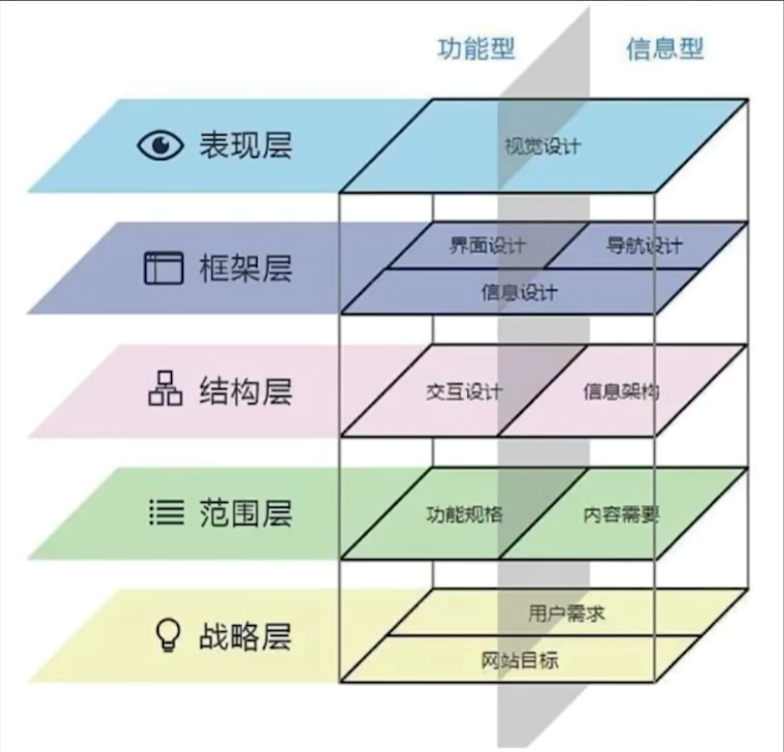 功能型
信息型
表现层
视觉设计
框架层
界面设计
导航设计
信息设计
结构层
交互设计
信息架构
范围层
功能规格
内容需要
战略层
用户需求
网站目标